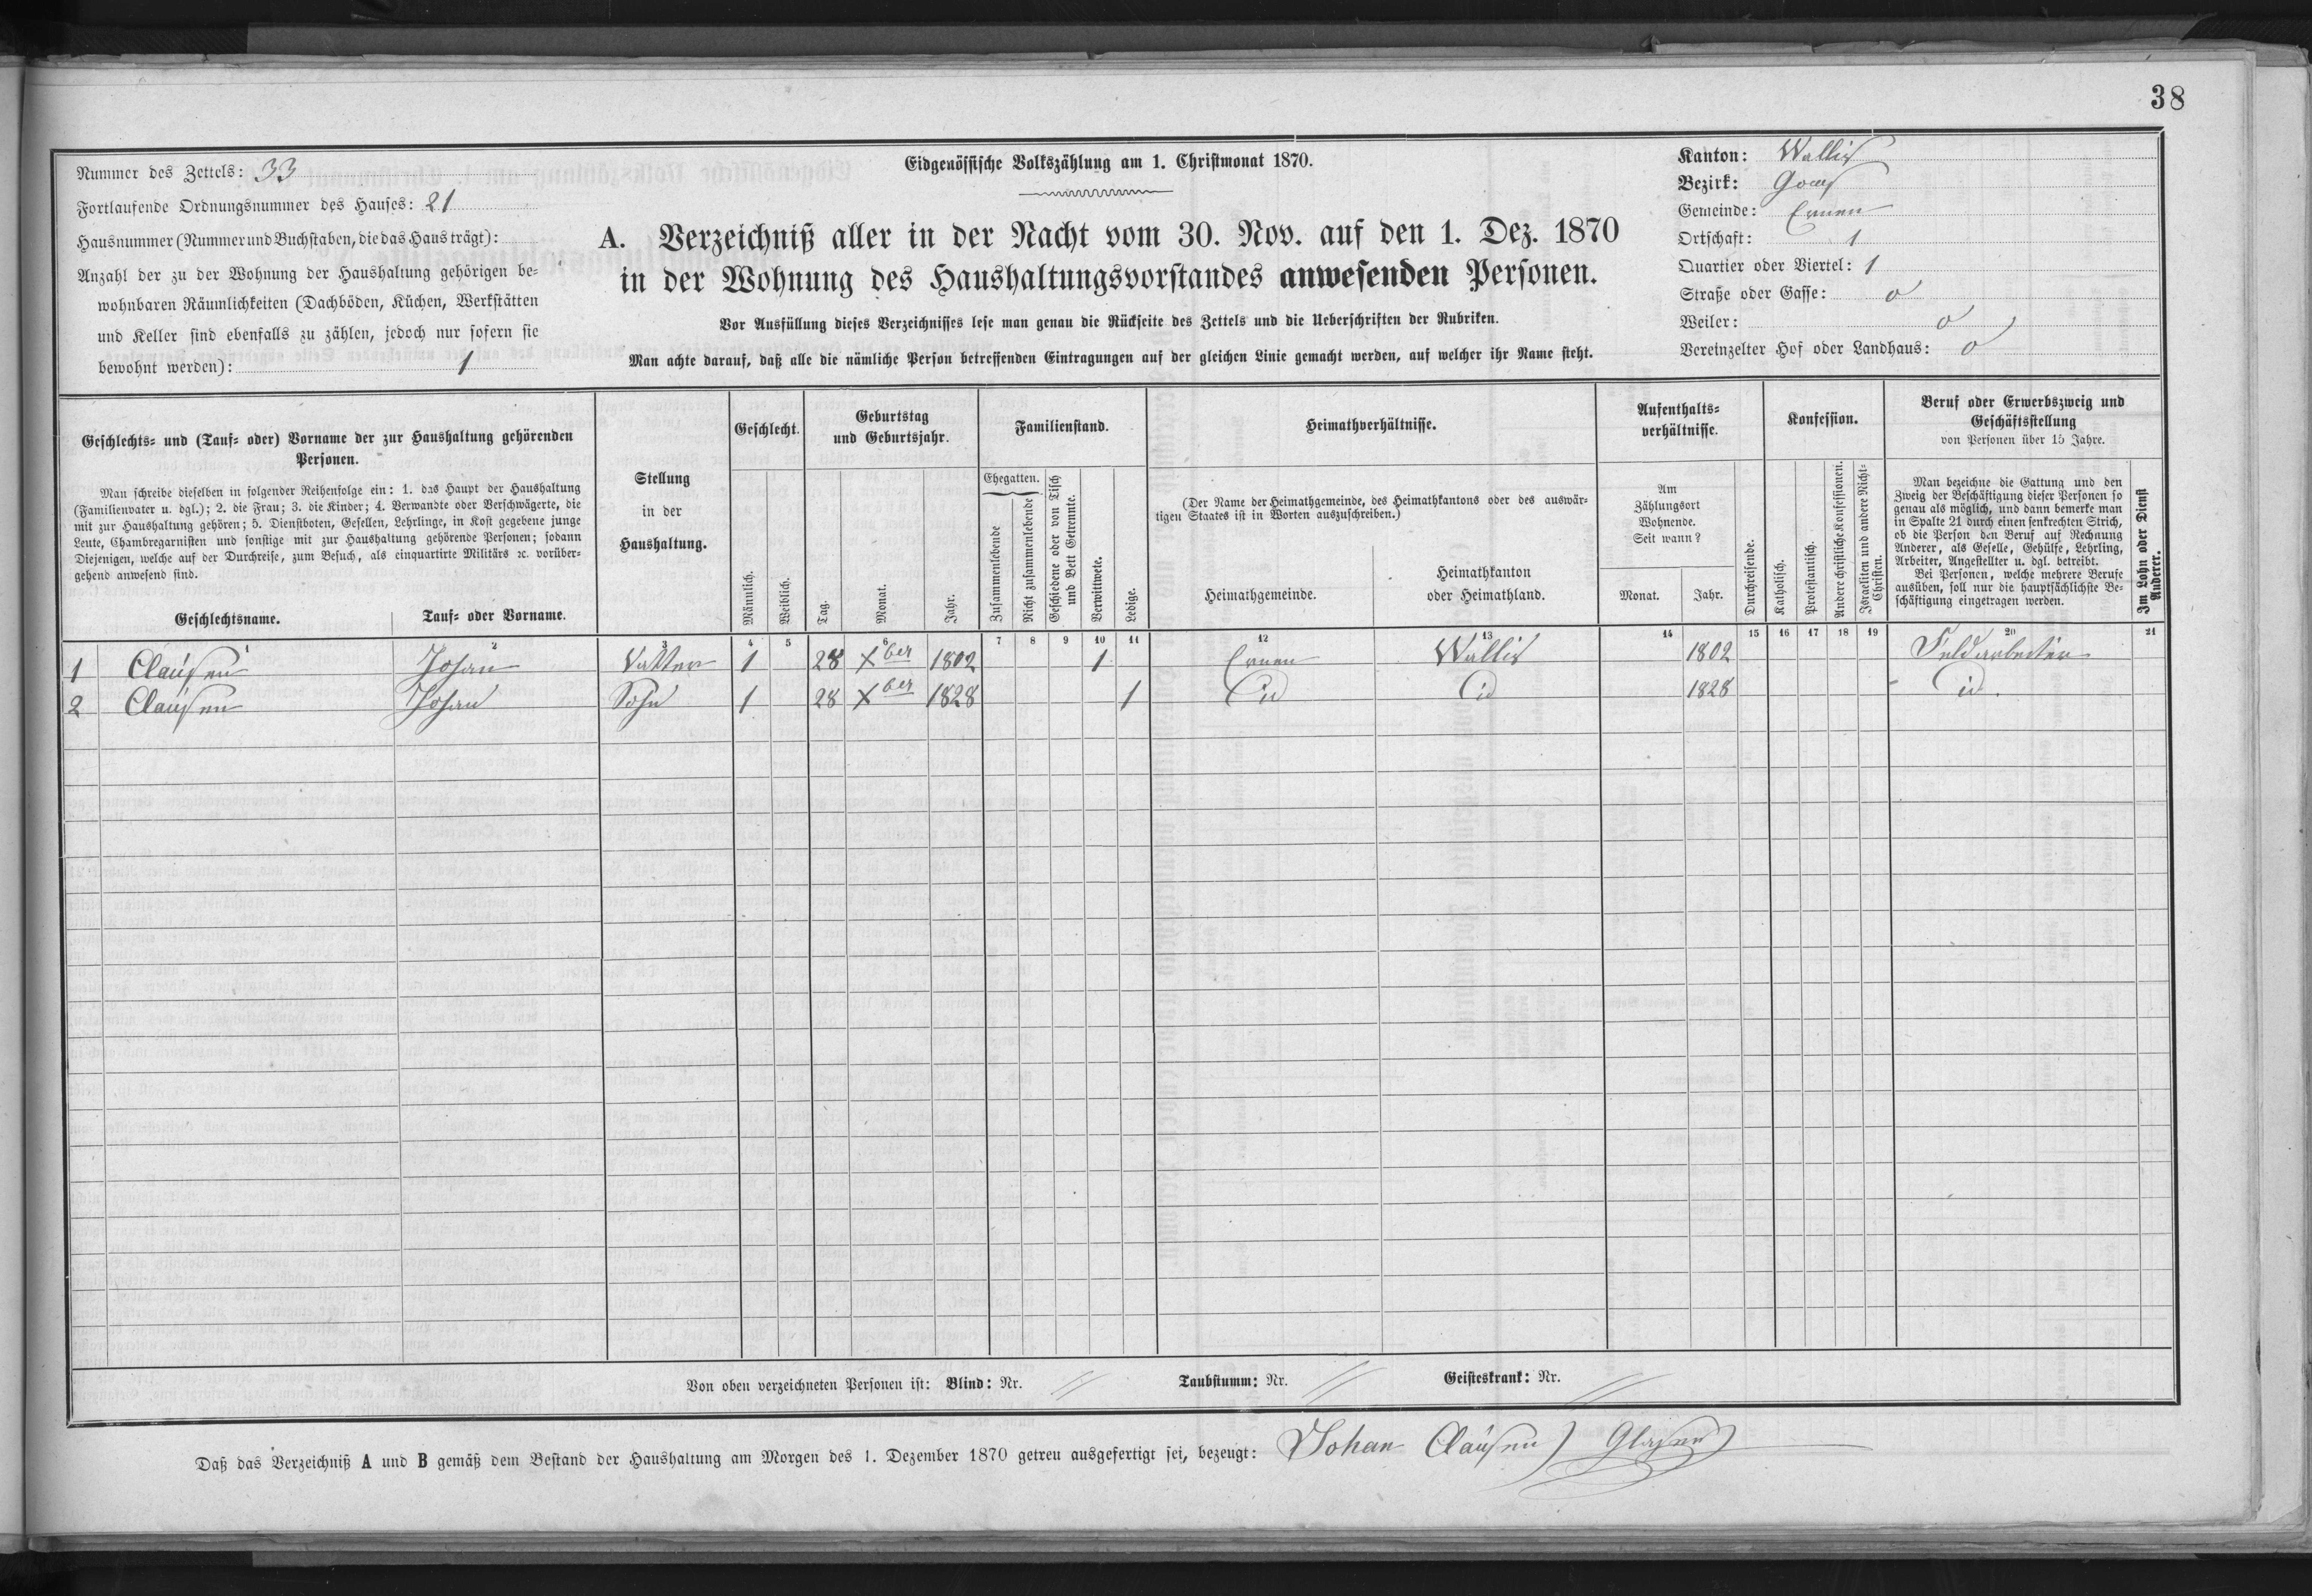 38
Nummer des Zettels: 33
Fortlaufende Ordnungsnummer des Hauses: 21
Hausnummer (Nummer und Buchstaben, die das Haus trägt):
Anzahl der zu der Wohnung der Haushaltung gehörigen be-
wohnbaren Räumlichkeiten (Dachböden, Küchen, Werkstätten
und Keller sind ebenfalls zu zählen, jedoch nur sofern sie
bewohnt werden): 1
Eidgenössische Volkszählung am 1. Christmonat 1870.
A. Verzeichniß aller in der Nacht vom 30. Nov. auf den 1. Dez. 1870
in der Wohnung des Haushaltungsvorstandes anwesenden Personen.
Vor Ausfüllung dieses Verzeichnisses lese man genau die Rückseite des Zettels und die Ueberschriften der Rubriken.
Man achte darauf, daß alle die nämliche Person betreffenden Eintragungen auf der gleichen Linie gemacht werden, auf welcher ihr Name steht.
Kanton: Wallis
Bezirk: Goms
Gemeinde: Ernen
Ortschaft: 1
Quartier oder Viertel: 1
Straße oder Gasse: o
Weiler: o
Vereinzelter Hof oder Landhaus: o
Geschlechts- und (Tauf- oder) Vorname der zur Haushaltung gehörenden
Personen.
Man schreibe dieselben in folgender Reihenfolge ein: 1. das Haupt der Haushaltung
(Familienvater u. dgl.); 2. die Frau; 3. die Kinder; 4. Verwandte oder Verschwägerte, die
mit zur Haushaltung gehören; 5. Dienstboten, Gesellen, Lehrlinge, in Kost gegebene junge
Leute, Chambregarnisten und sonstige mit zur Haushaltung gehörende Personen; sodann
Diejenigen, welche auf der Durchreise, zum Besuch, als einquartirte Militärs ꝛc. vorüber-
gehend anwesend sind.
Geschlechtsname. Tauf- oder Vorname.
Stellung
in der
Haushaltung.
Geschlecht.
Männlich.
Weiblich.
Geburtstag
und Geburtsjahr.
Tag.
Monat.
Jahr.
Familienstand.
Ehegatten.
Zusammenlebende
Nicht zusammenlebende
Geschiedene oder von Tisch
und Bett Getrennte.
Verwittwete.
Ledige.
Heimathverhältnisse.
(Der Name der Heimathgemeinde, des Heimathkantons oder des auswär-
tigen Staates ist in Worten auszuschreiben.)
Heimathgemeinde.
Heimathkanton
oder Heimathland.
Aufenthalts-
verhältnisse.
Am
Zählungsort
Wohnende.
Seit wann?
Monat. Jahr.
Durchreisende.
Konfession.
Katholisch.
Protestantisch.
Andere christliche Konfessionen.
Israeliten und andere Nicht-
Christen.
Beruf oder Erwerbszweig und
Geschäftsstellung
von Personen über 15 Jahre.
Man bezeichne die Gattung und den
Zweig der Beschäftigung dieser Personen so
genau als möglich, und dann bemerke man
in Spalte 21 durch einen senkrechten Strich,
ob die Person den Beruf auf Rechnung
Anderer, als Geselle, Gehülfe, Lehrling,
Arbeiter, Angestellter u. dgl. betreibt.
Bei Personen, welche mehrere Berufe
ausüben, soll nur die hauptsächlichste Be-
schäftigung eingetragen werden.
Im Lohn oder Dienst
Anderer.
1 2 3 4 5 6 7 8 9 10 11 12 13 14 15 16 17 18 19 20 21
1 Clausen Johan Vatter 1 28 Xber 1802 1 Ernen Wallis 1802 Feldarbeiter
2 Clausen Johan Sohn 1 28 Xber 1828 1 id id 1828 id.
Von oben verzeichneten Personen ist: Blind: Nr. // Taubstumm: Nr. // Geisteskrank: Nr. //
Daß das Verzeichniß A und B gemäß dem Bestand der Haushaltung am Morgen des 1. Dezember 1870 getreu ausgefertigt sei, bezeugt: Johan Clausen